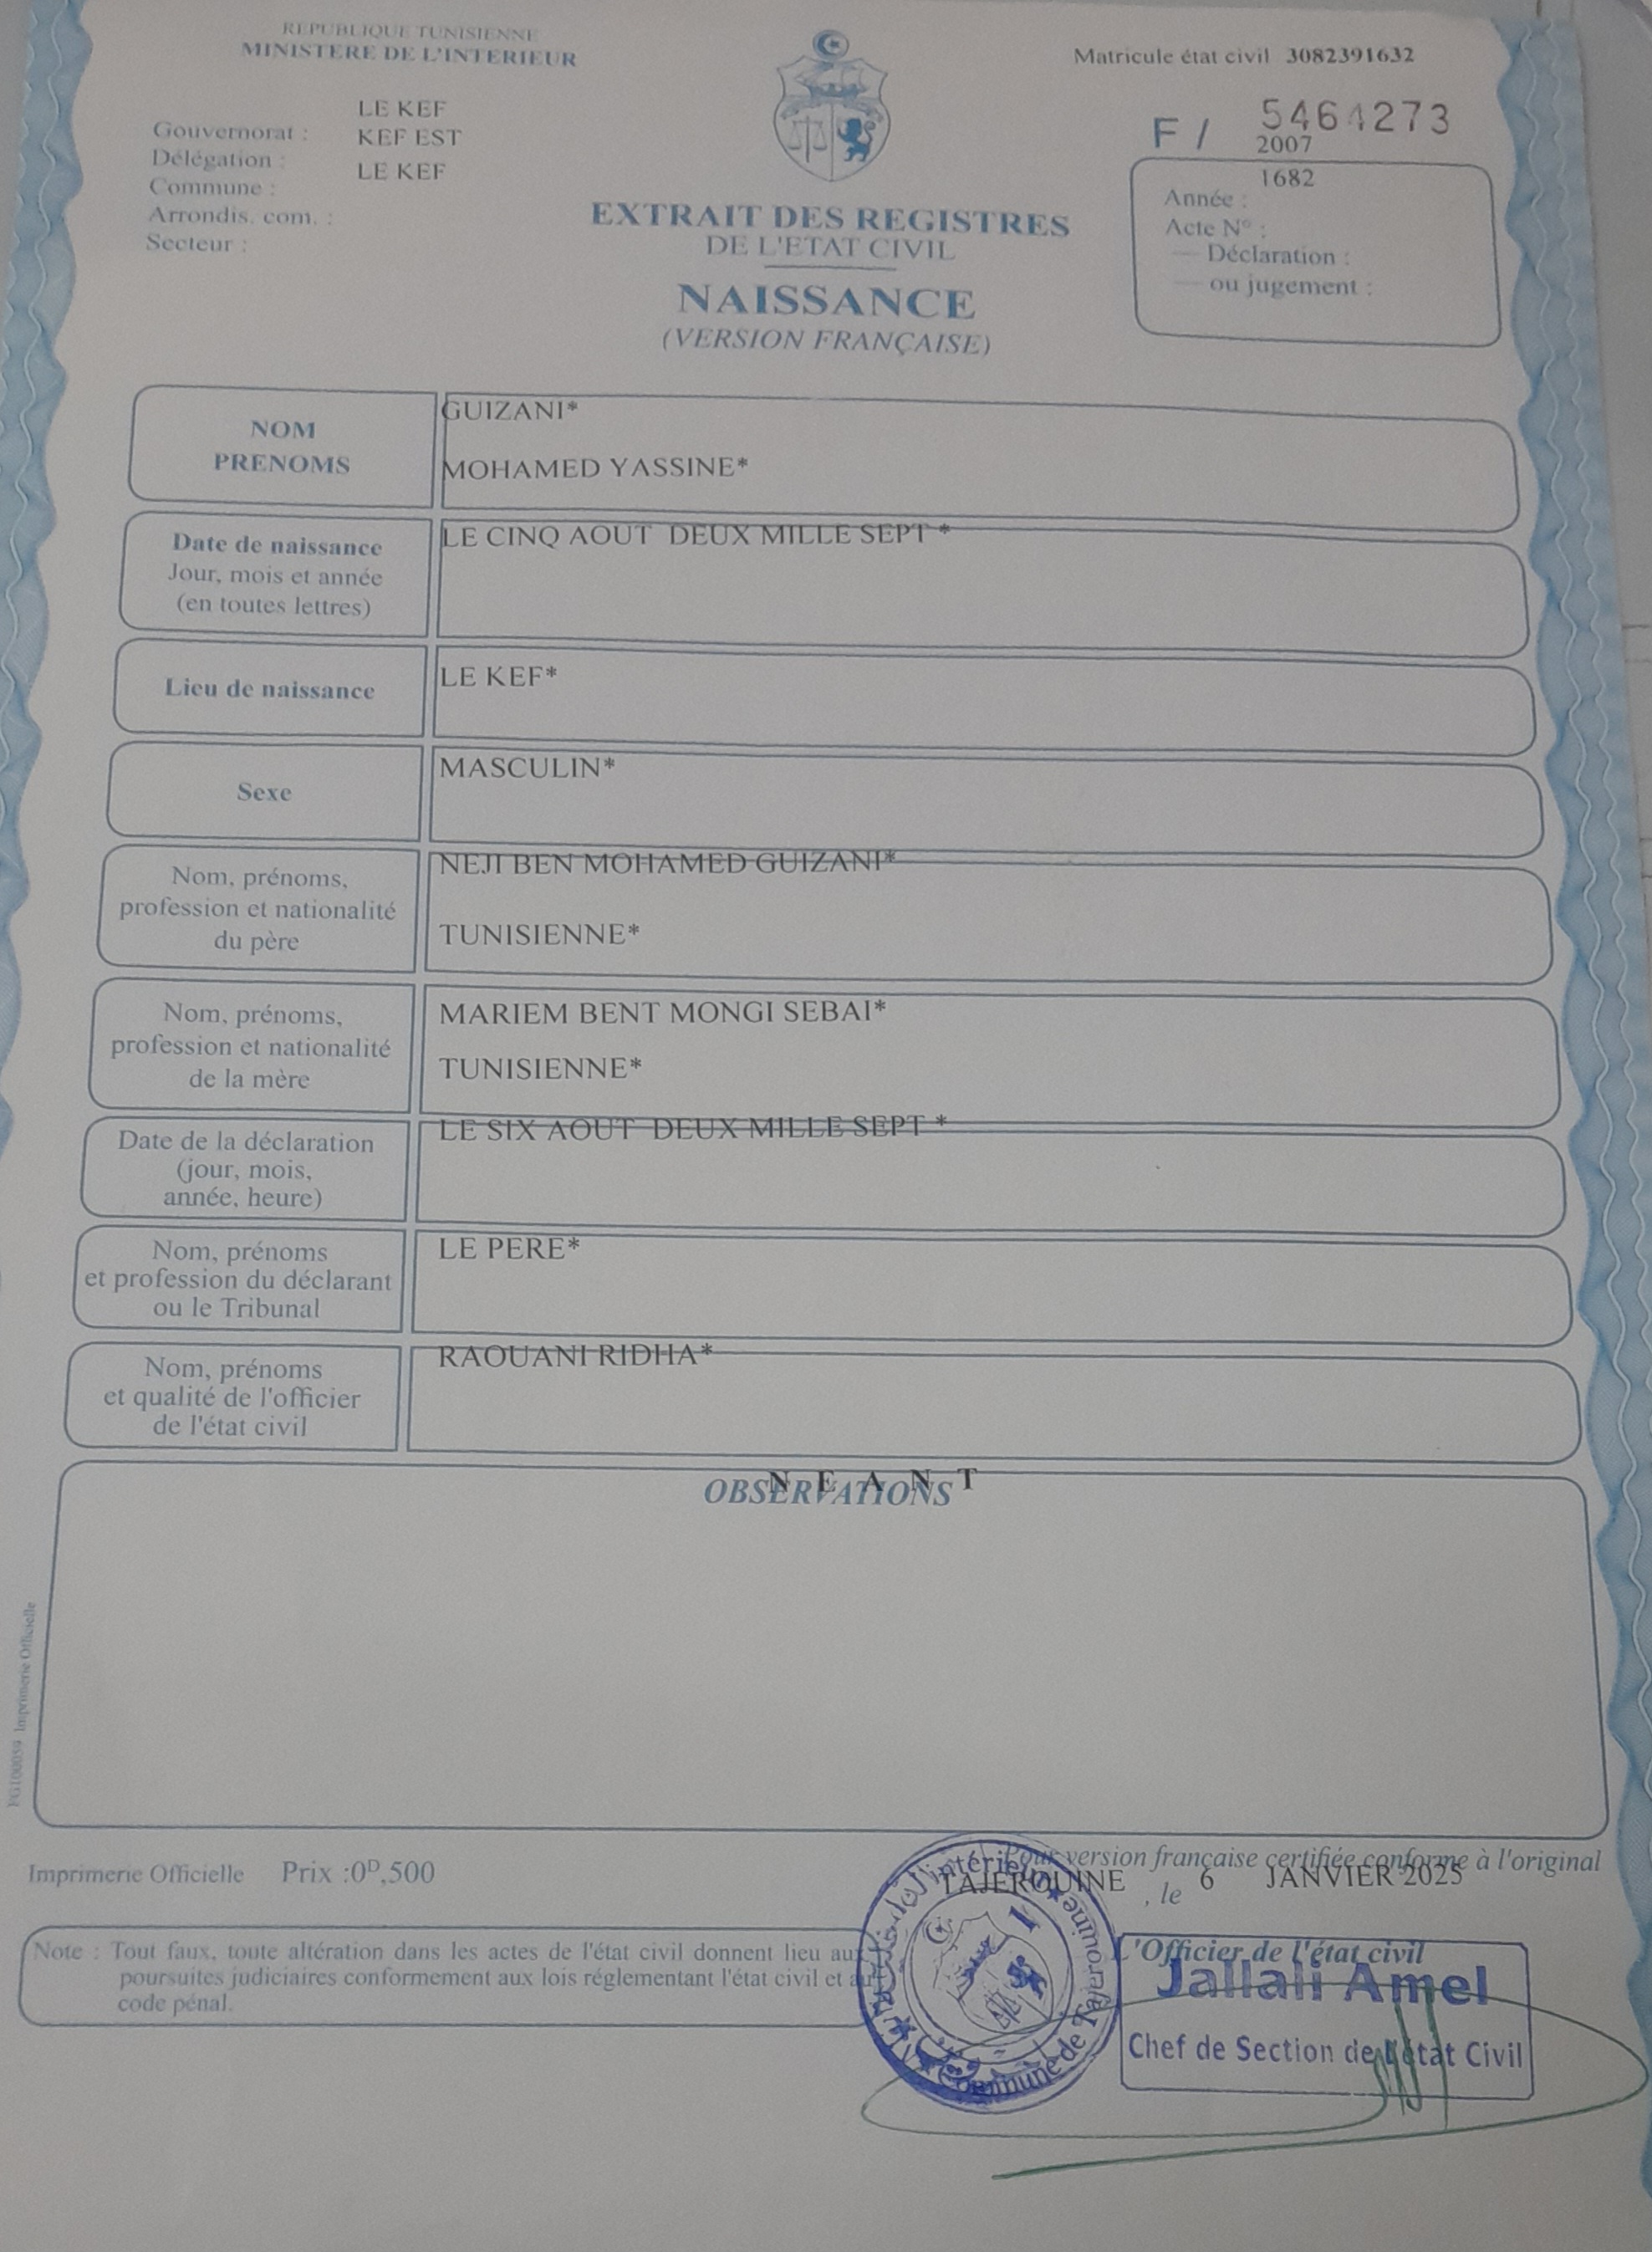 REPUBLIQUE TUNISIENNE
MINISTERE DE L'INTERIEUR
Matricule état civil 3082391632
LE KEF
Gouvernorat :
KEF EST
Délégation :
LE KEF
Commune :
Arrondis. com. :
Secteur :
F / 5464273
2007
1682
Année :
Acte N° :
— Déclaration :
— ou jugement :
EXTRAIT DES REGISTRES
DE L'ETAT CIVIL
NAISSANCE
(VERSION FRANÇAISE)
NOM
PRENOMS
GUIZANI*
MOHAMED YASSINE*
Date de naissance
Jour, mois et année
(en toutes lettres)
LE CINQ AOUT DEUX MILLE SEPT *
Lieu de naissance
LE KEF*
Sexe
MASCULIN*
Nom, prénoms,
profession et nationalité
du père
NEJI BEN MOHAMED GUIZANI*
TUNISIENNE*
Nom, prénoms,
profession et nationalité
de la mère
MARIEM BENT MONGI SEBAI*
TUNISIENNE*
Date de la déclaration
(jour, mois,
année, heure)
LE SIX AOUT DEUX MILLE SEPT *
Nom, prénoms
et profession du déclarant
ou le Tribunal
LE PERE*
Nom, prénoms
et qualité de l'officier
de l'état civil
RAOUANI RIDHA*
N E A N T
OBSERVATIONS
Imprimerie Officielle
Imprimerie Officielle Prix :0D,500
Pour version française certifiée conforme à l'original
TAJEROUINE , le 6 JANVIER 2025
Note : Tout faux, toute altération dans les actes de l'état civil donnent lieu aux
poursuites judiciaires conformement aux lois réglementant l'état civil et au
code pénal.
L'Officier de l'état civil
Jallali Amel
Chef de Section de l'état Civil
Commune de Tajerouine